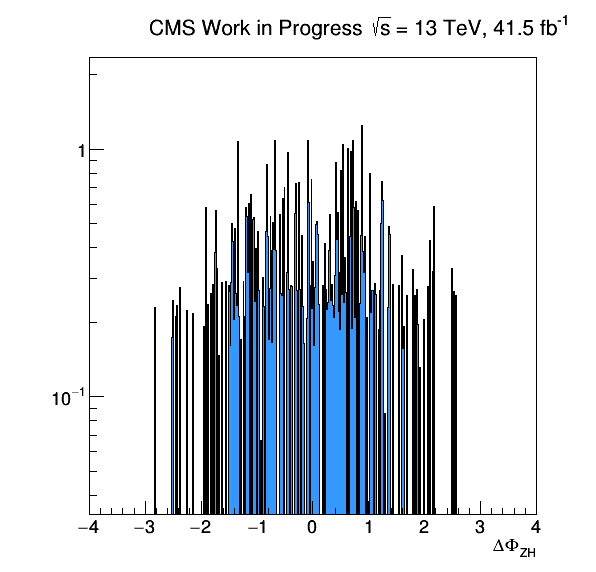 CMS Work in Progress √s = 13 TeV, 41.5 fb⁻¹
1
10⁻¹
−4 −3 −2 −1 0 1 2 3 4
ΔΦ_ZH